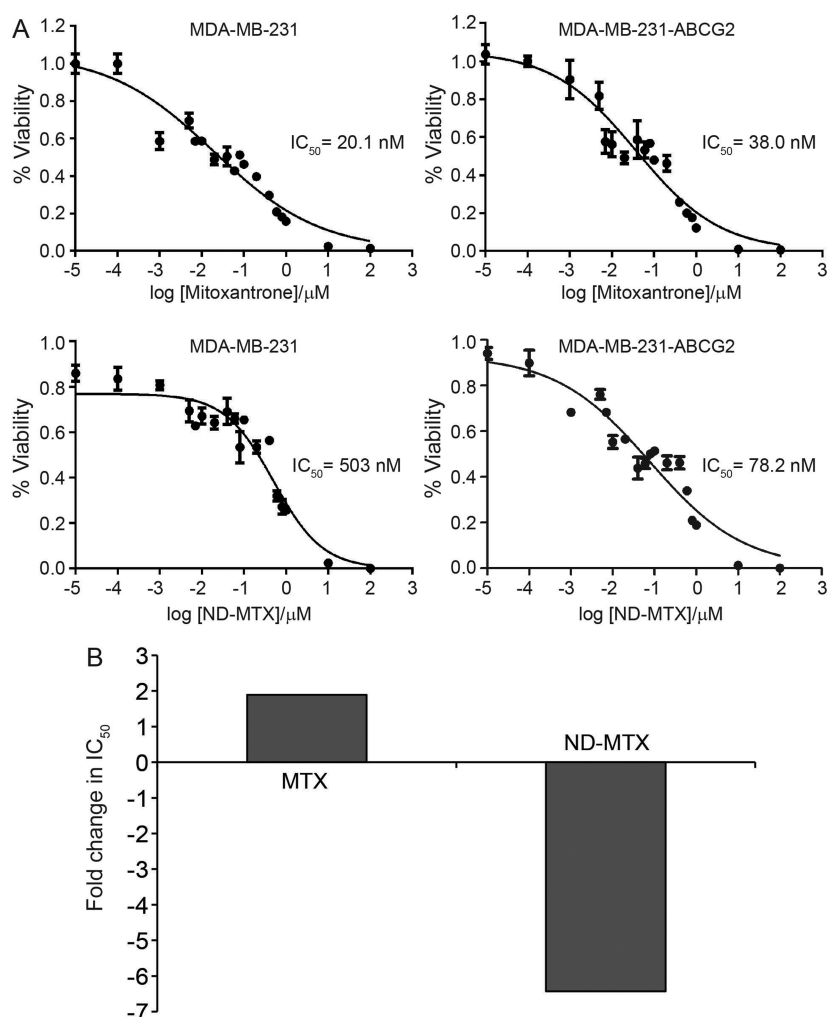 A
MDA-MB-231
% Viability
1.2
1.0
0.8
0.6
0.4
0.2
0.0
IC50= 20.1 nM
-5 -4 -3 -2 -1 0 1 2 3
log [Mitoxantrone]/μM
MDA-MB-231-ABCG2
% Viability
1.2
1.0
0.8
0.6
0.4
0.2
0.0
IC50= 38.0 nM
-5 -4 -3 -2 -1 0 1 2 3
log [Mitoxantrone]/μM
MDA-MB-231
% Viability
1.0
0.8
0.6
0.4
0.2
0.0
IC50= 503 nM
-5 -4 -3 -2 -1 0 1 2 3
log [ND-MTX]/μM
MDA-MB-231-ABCG2
% Viability
1.0
0.8
0.6
0.4
0.2
0.0
IC50= 78.2 nM
-5 -4 -3 -2 -1 0 1 2 3
log [ND-MTX]/μM
B
Fold change in IC50
3
2
1
0
-1
-2
-3
-4
-5
-6
-7
MTX
ND-MTX